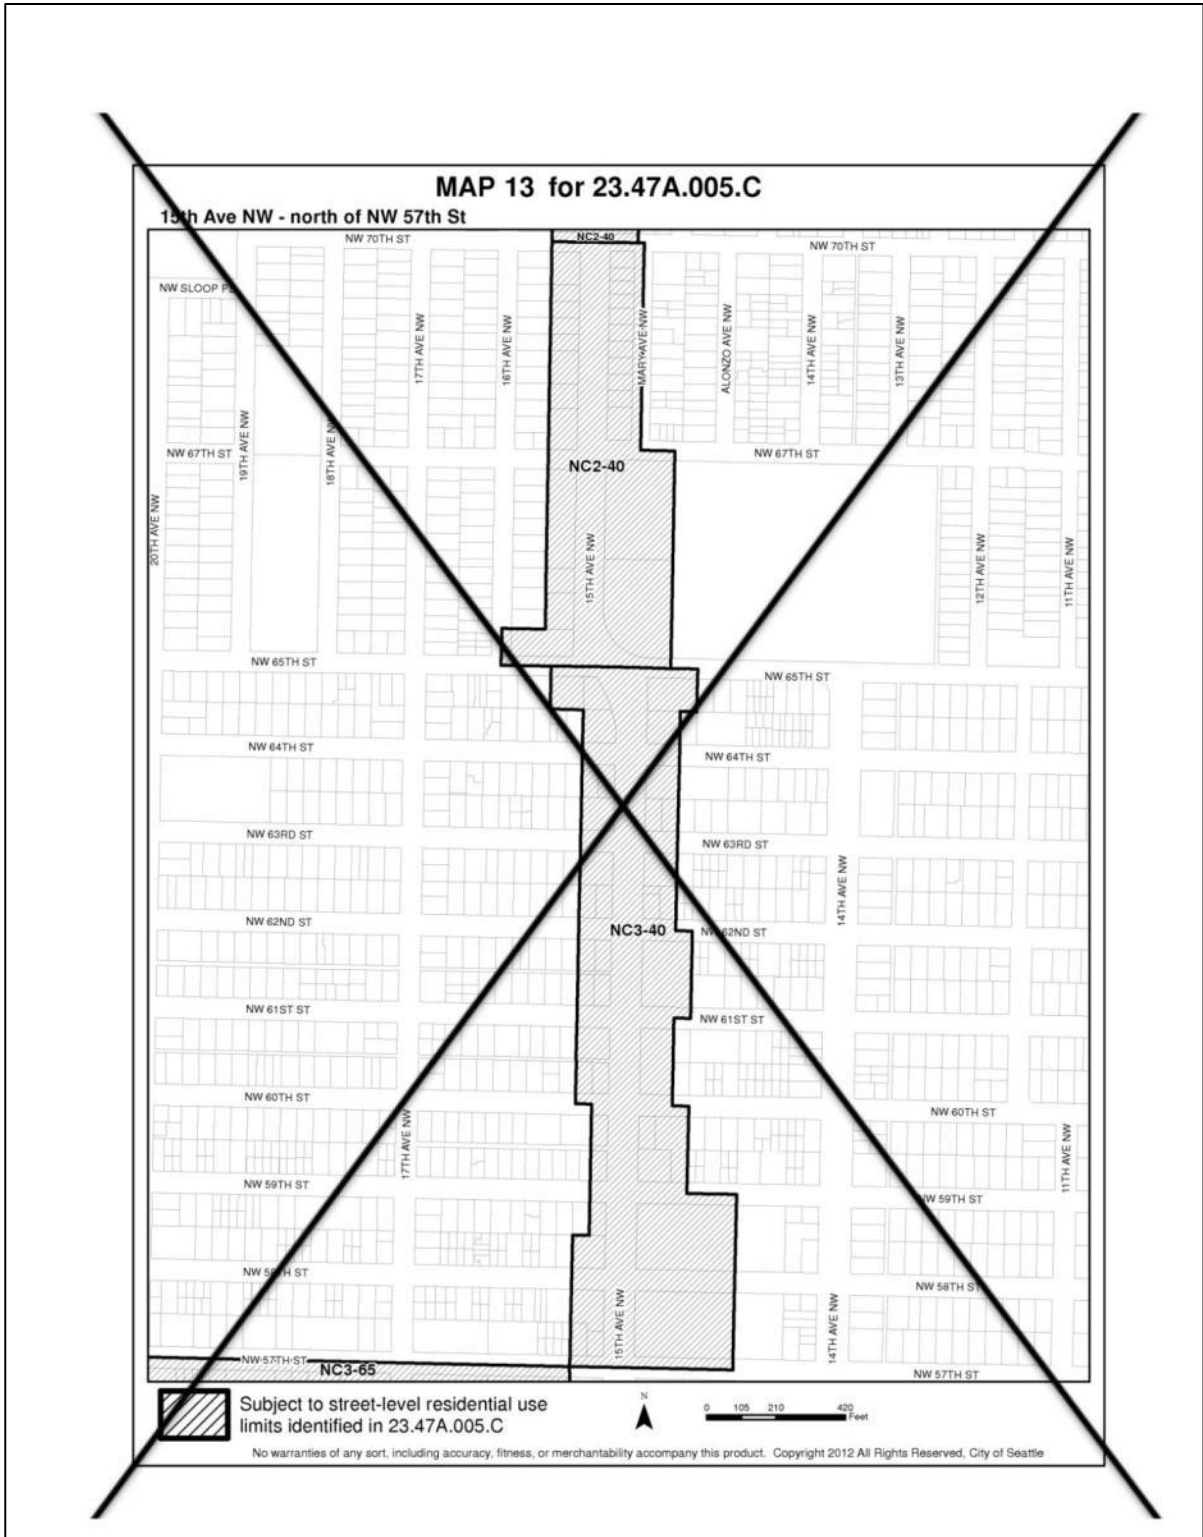 MAP 13 for 23.47A.005.C
15th Ave NW - north of NW 57th St
NW 70TH ST
NC2-40
NW 70TH ST
NW SLOOP PL
17TH AVE NW
16TH AVE NW
MARY AVE NW
ALONZO AVE NW
14TH AVE NW
13TH AVE NW
19TH AVE NW
18TH AVE NW
NW 67TH ST
NW 67TH ST
NC2-40
20TH AVE NW
15TH AVE NW
12TH AVE NW
11TH AVE NW
NW 65TH ST
NW 65TH ST
NW 64TH ST
NW 64TH ST
NW 63RD ST
NW 63RD ST
14TH AVE NW
NW 62ND ST
NC3-40
NW 62ND ST
NW 61ST ST
NW 61ST ST
NW 60TH ST
NW 60TH ST
17TH AVE NW
11TH AVE NW
NW 59TH ST
NW 59TH ST
NW 58TH ST
NW 58TH ST
15TH AVE NW
14TH AVE NW
NW 57TH ST
NC3-65
NW 57TH ST
Subject to street-level residential use
limits identified in 23.47A.005.C
N
0 105 210 420
Feet
No warranties of any sort, including accuracy, fitness, or merchantability accompany this product. Copyright 2012 All Rights Reserved, City of Seattle